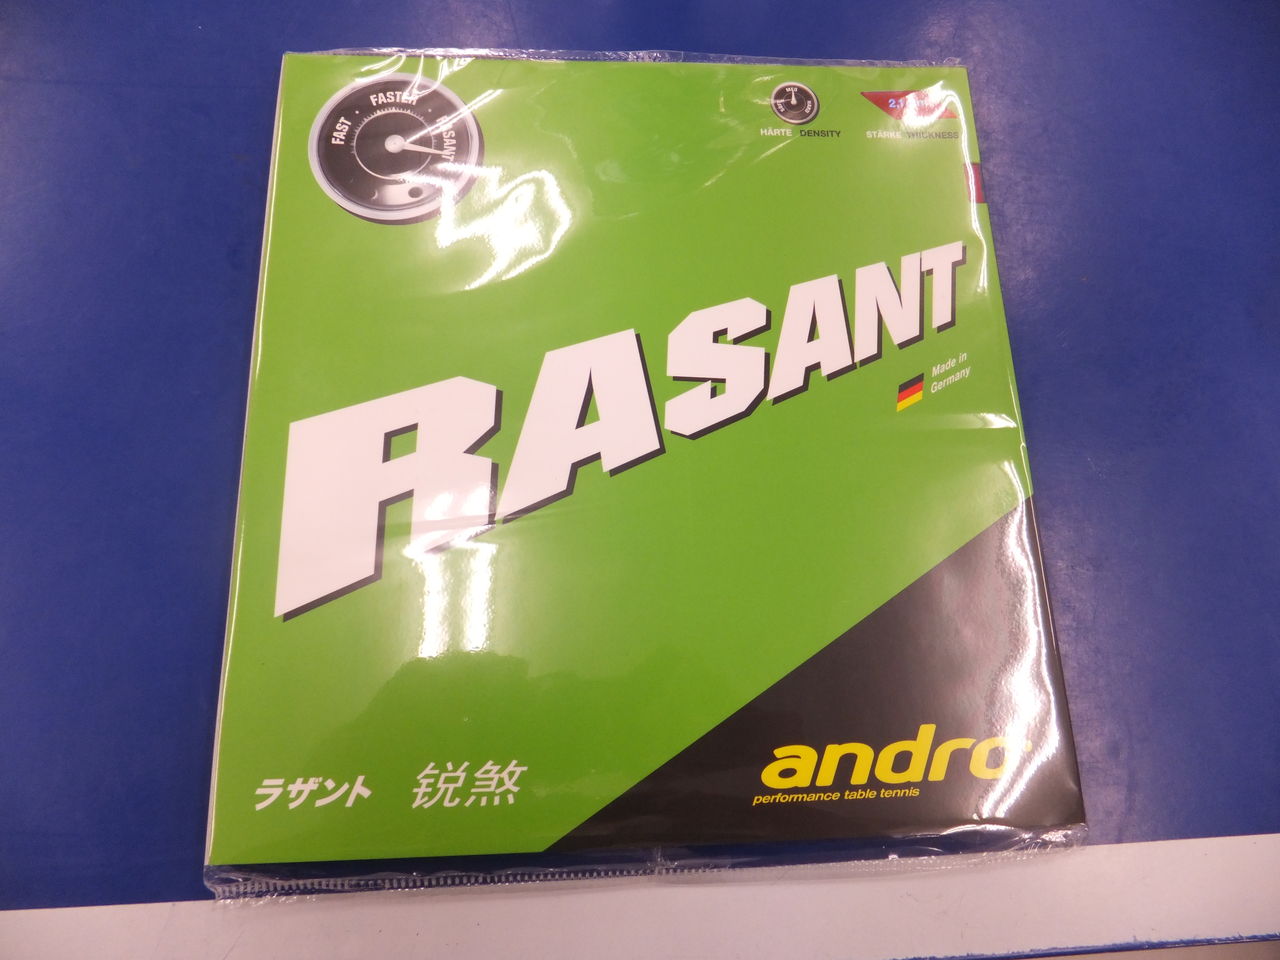 FAST · FASTER · RASANT
HÄRTE DENSITY
STÄRKE THICKNESS
RASANT
Made in
Germany
ラザント 锐煞
andro
performance table tennis